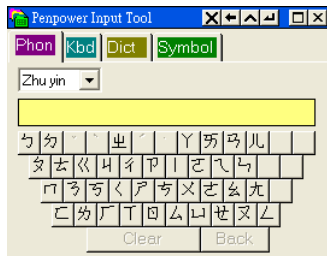 Penpower Input Tool
Phon Kbd Dict Symbol
Zhu yin
ㄅ ㄉ ˇ ˋ ㄓ ˊ ˙ ㄚ ㄞ ㄢ ㄦ
ㄆ ㄊ ㄍ ㄐ ㄔ ㄗ ㄧ ㄛ ㄟ ㄣ
ㄇ ㄋ ㄎ ㄑ ㄕ ㄘ ㄨ ㄜ ㄠ ㄤ
ㄈ ㄌ ㄏ ㄒ ㄖ ㄙ ㄩ ㄝ ㄡ ㄥ
Clear Back